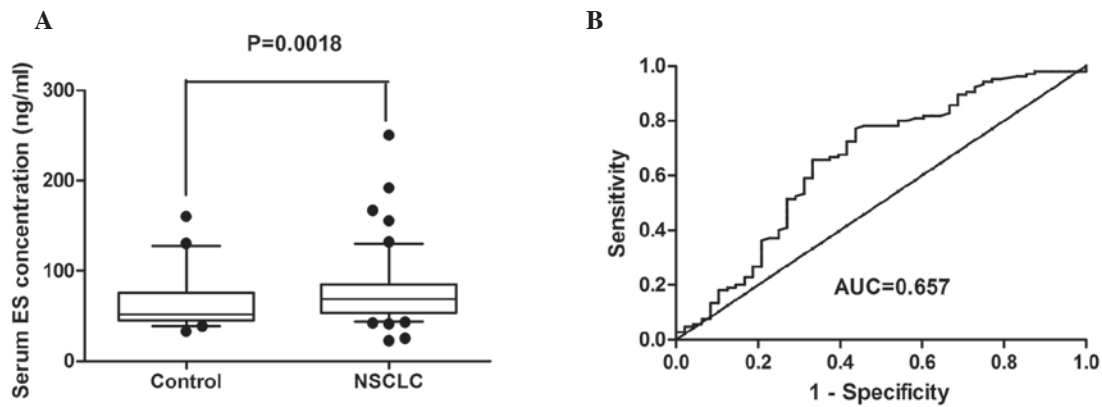 A
P=0.0018
Serum ES concentration (ng/ml)
300
200
100
0
Control
NSCLC
B
Sensitivity
1.0
0.8
0.6
0.4
0.2
0.0
AUC=0.657
0.0
0.2
0.4
0.6
0.8
1.0
1 - Specificity